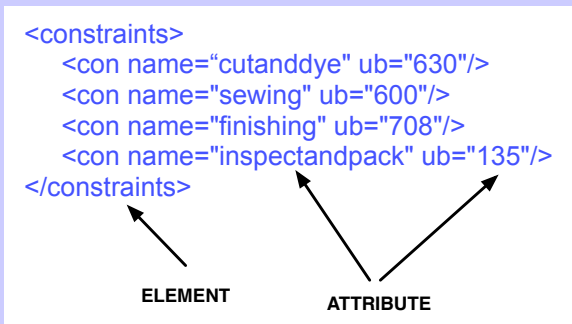 <constraints>
<con name=“cutanddye" ub="630"/>
<con name="sewing" ub="600"/>
<con name="finishing" ub="708"/>
<con name="inspectandpack" ub="135"/>
</constraints>
ELEMENT
ATTRIBUTE